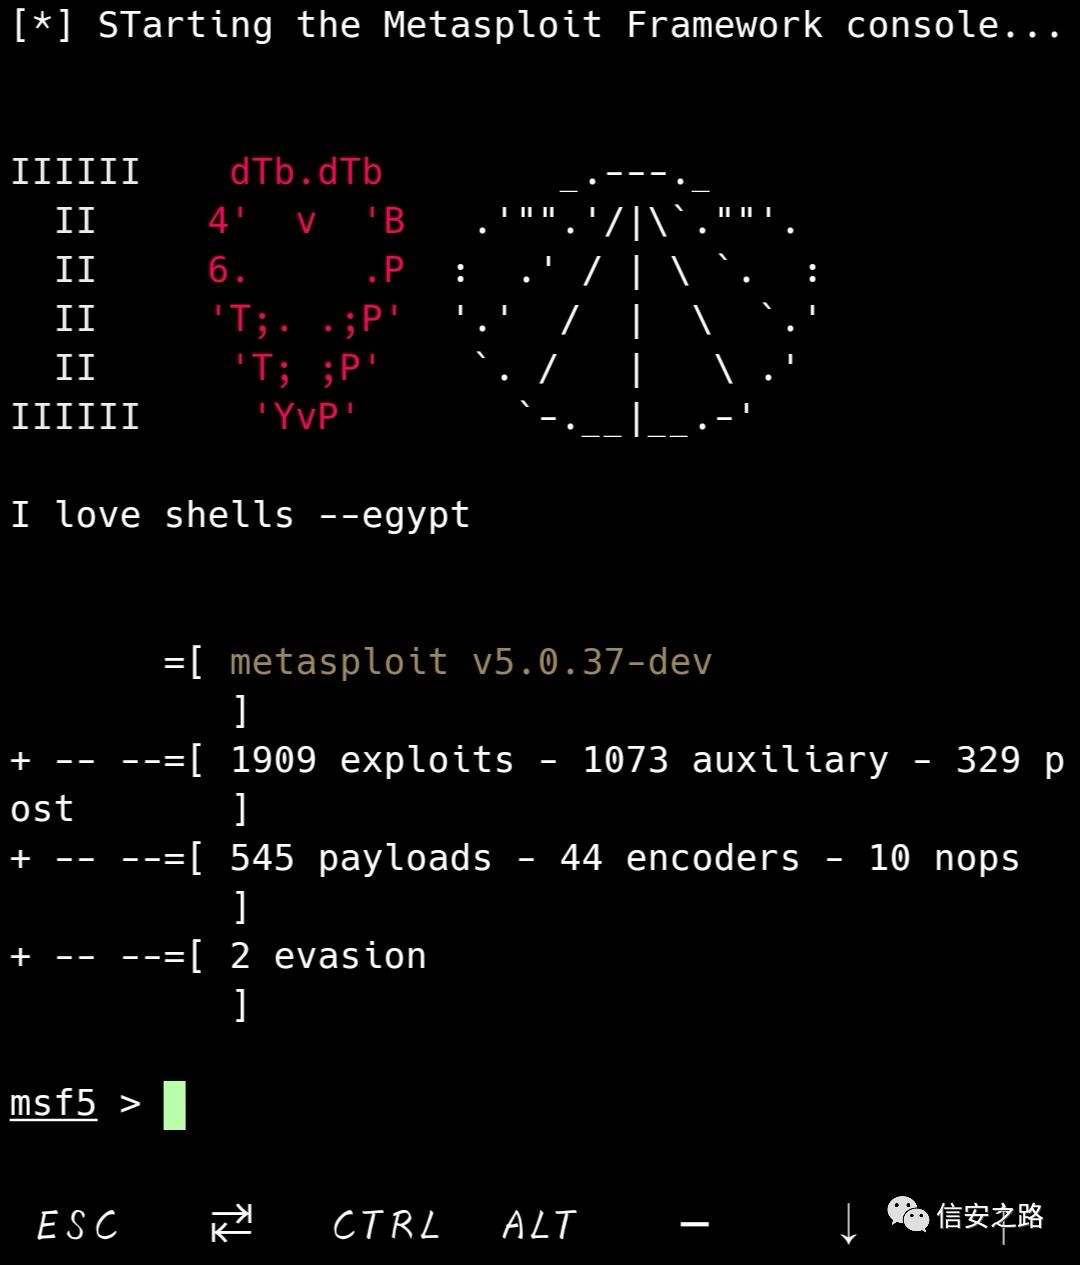 [*] STarting the Metasploit Framework console...
IIIIII    dTb.dTb        _.---._
  II     4'  v  'B   .'"".'/|\`."".'.
  II     6.     .P  :  .' / | \ `.  :
  II     'T;. .;P'  '.'  /  |  \  `.'
  II      'T; ;P'    `. /   |   \ .'
IIIIII     'YvP'       `-.__|__.-'
I love shells --egypt
       =[ metasploit v5.0.37-dev
          ]
+ -- --=[ 1909 exploits - 1073 auxiliary - 329 p
ost       ]
+ -- --=[ 545 payloads - 44 encoders - 10 nops
          ]
+ -- --=[ 2 evasion
          ]
msf5 >
ESC ⇄ CTRL ALT — ↓ ↑
信安之路